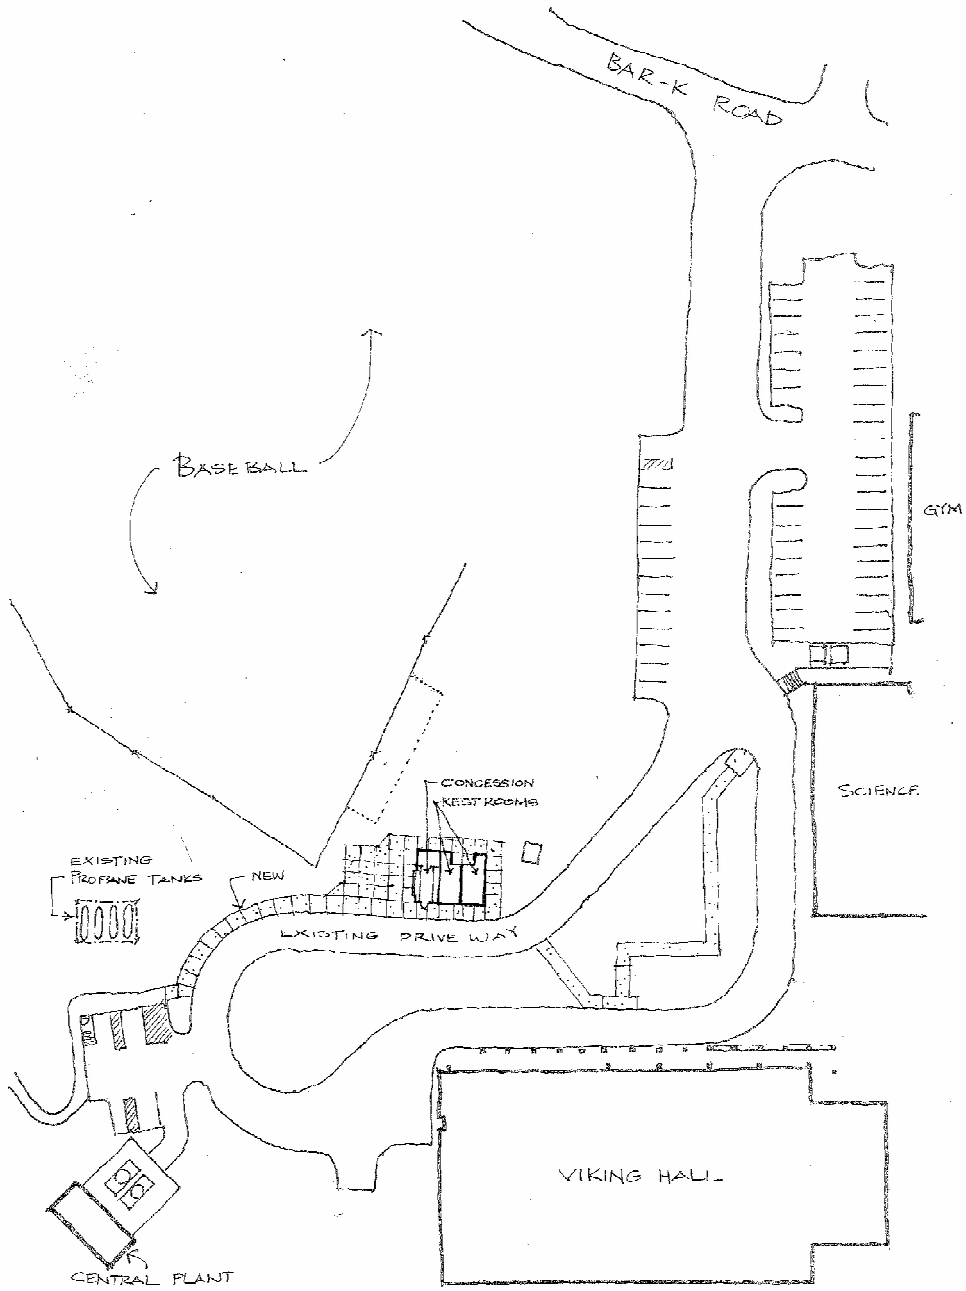 BAR-K ROAD
BASEBALL
GYM
CONCESSION
RESTROOMS
SCIENCE
EXISTING
PROPANE TANKS
NEW
EXISTING DRIVE WAY
VIKING HALL
CENTRAL PLANT